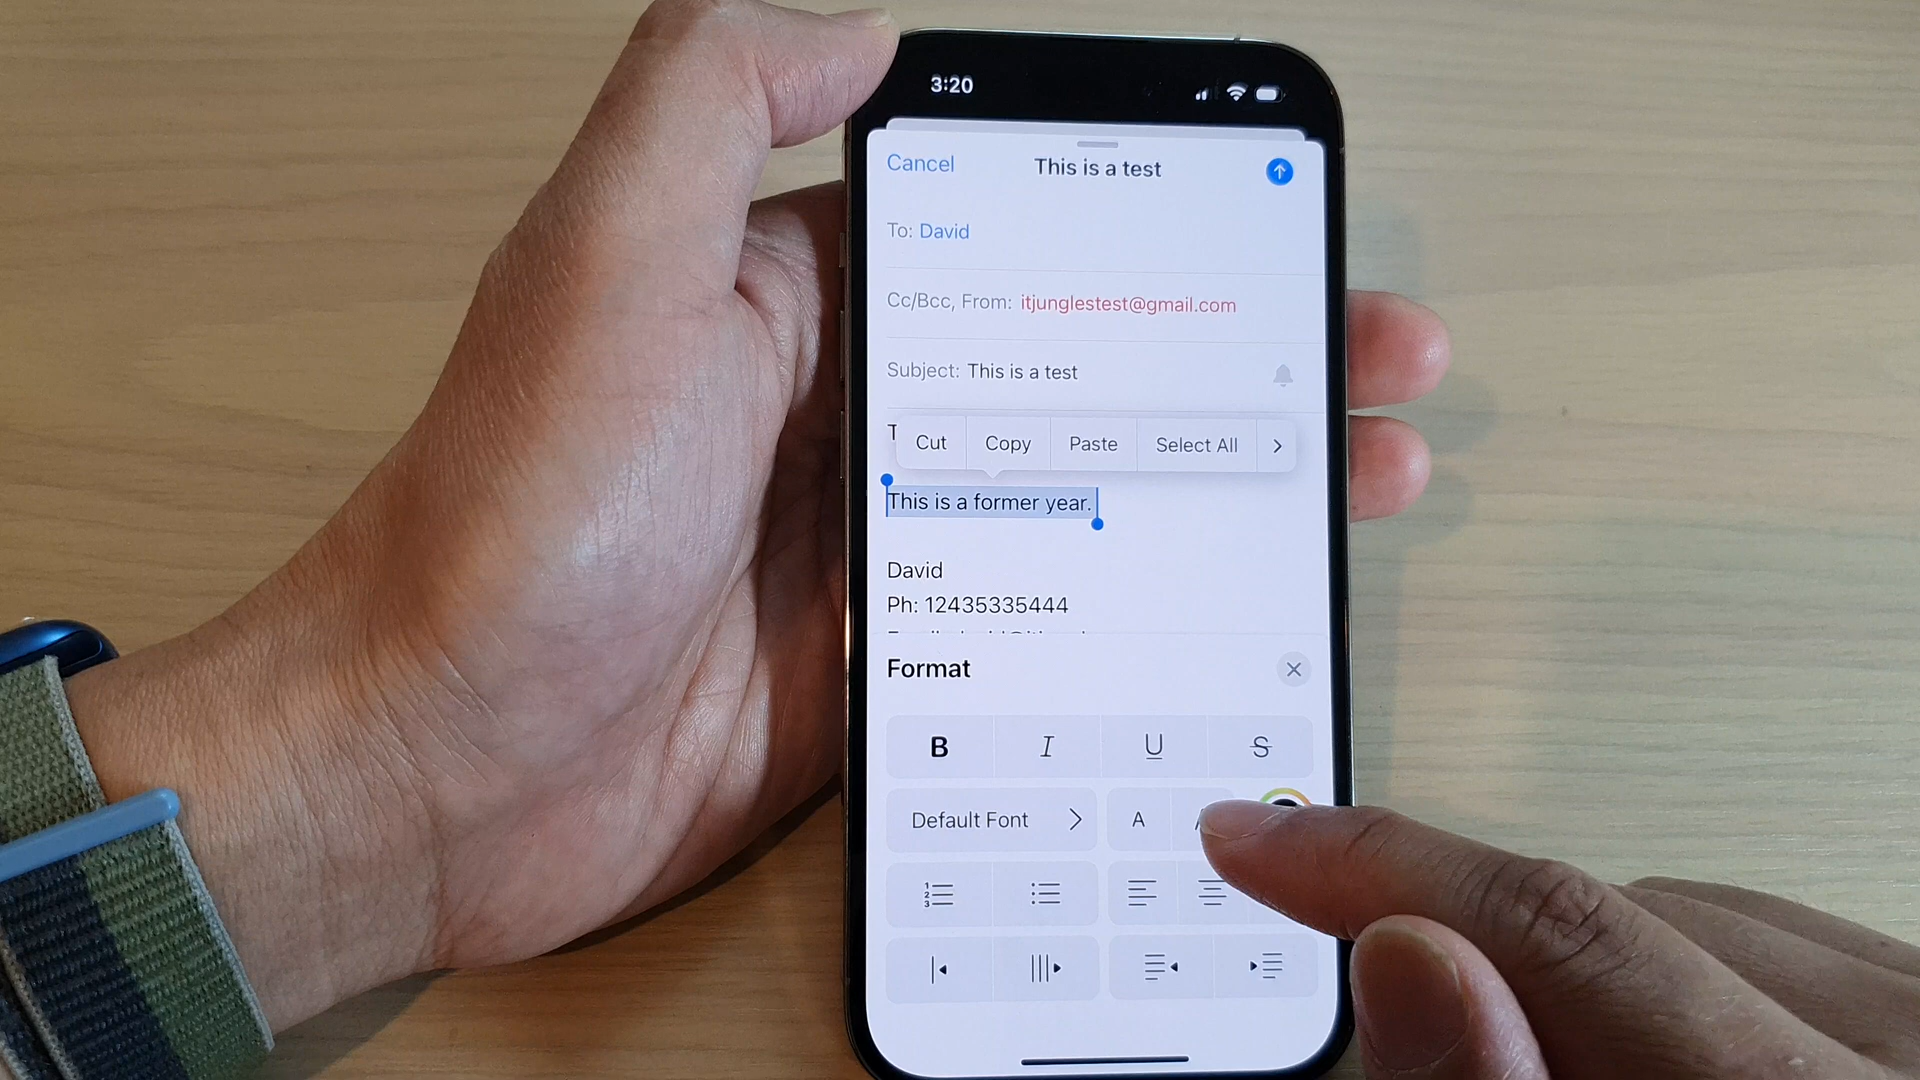 3:20
Cancel
This is a test
To: David
Cc/Bcc, From: itjunglestest@gmail.com
Subject: This is a test
T
Cut
Copy
Paste
Select All
This is a former year.
David
Ph: 12435335444
Format
B
I
U
S
Default Font
A